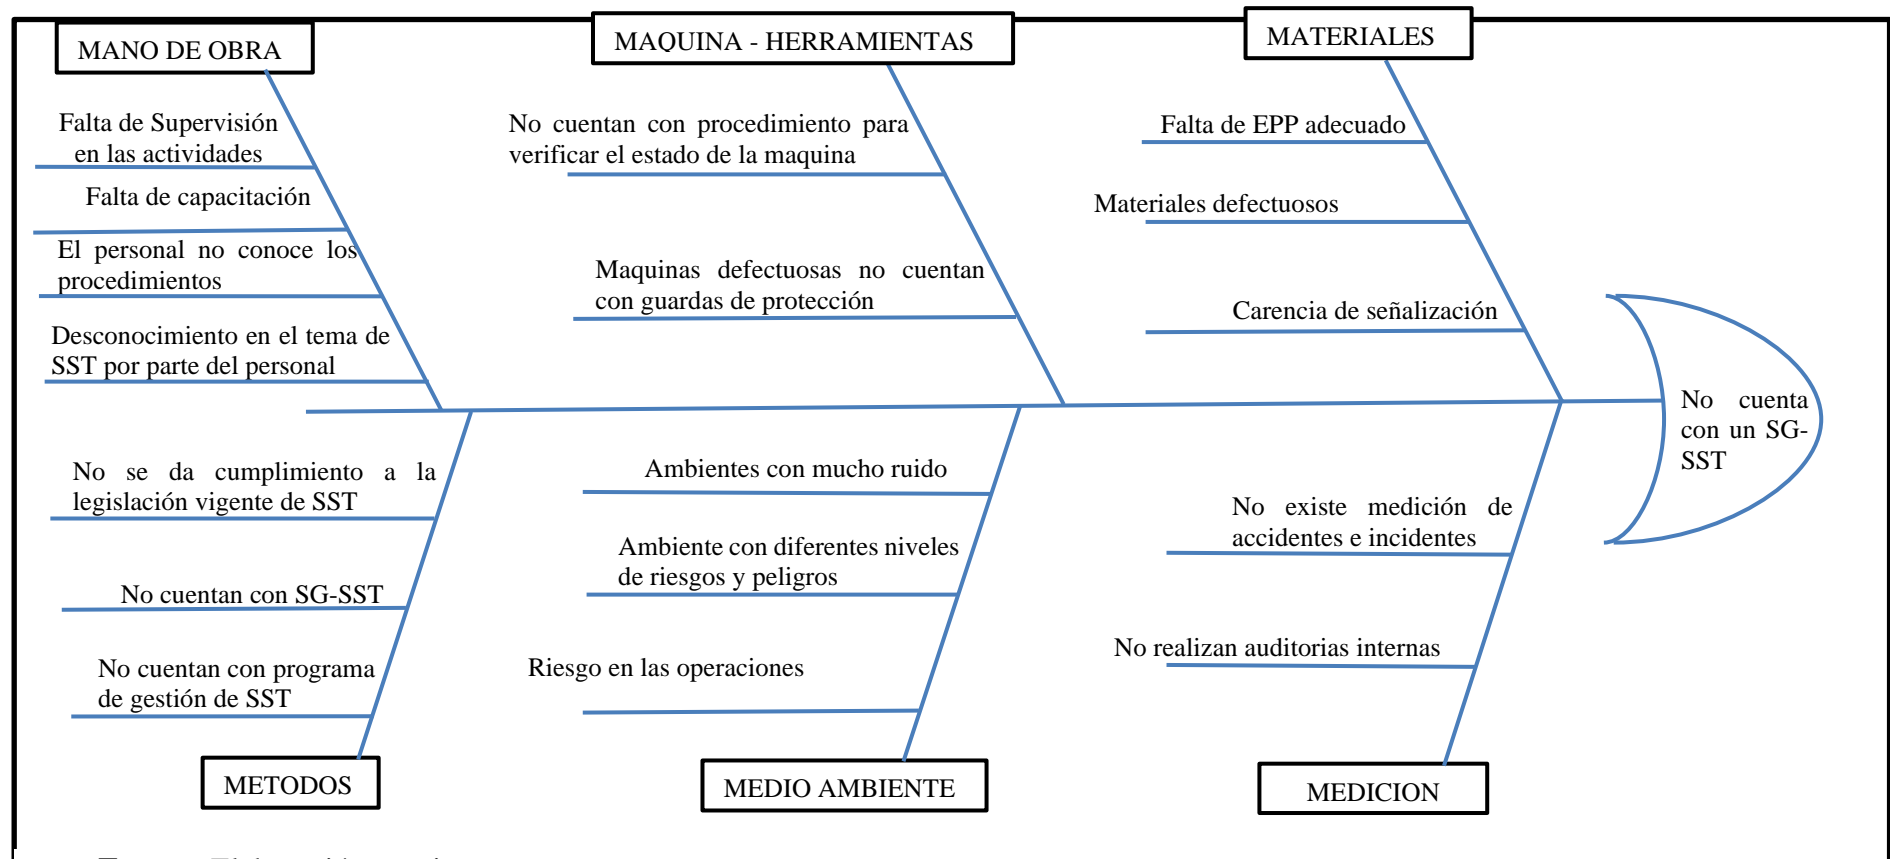 MANO DE OBRA
MAQUINA - HERRAMIENTAS
MATERIALES
Falta de Supervisión
en las actividades
Falta de capacitación
El personal no conoce los
procedimientos
Desconocimiento en el tema de
SST por parte del personal
No cuentan con procedimiento para
verificar el estado de la maquina
Maquinas defectuosas no cuentan
con guardas de protección
Falta de EPP adecuado
Materiales defectuosos
Carencia de señalización
No cuenta
con un SG-
SST
No se da cumplimiento a la
legislación vigente de SST
No cuentan con SG-SST
No cuentan con programa
de gestión de SST
Ambientes con mucho ruido
Ambiente con diferentes niveles
de riesgos y peligros
Riesgo en las operaciones
No existe medición de
accidentes e incidentes
No realizan auditorias internas
METODOS
MEDIO AMBIENTE
MEDICION